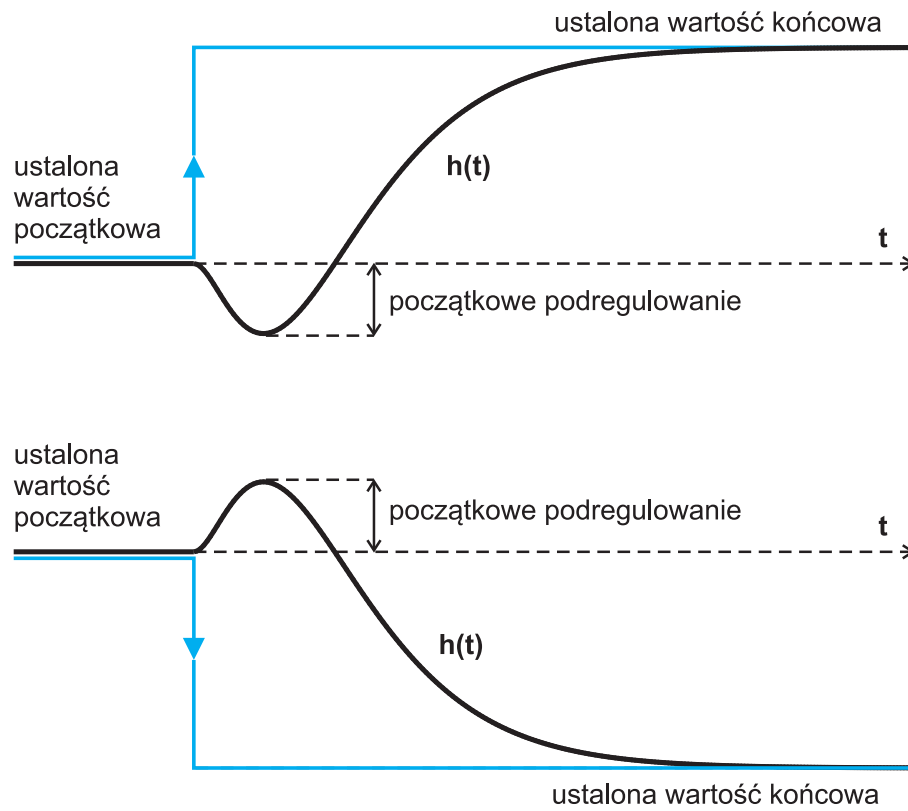 ustalona wartość końcowa
ustalona
wartość
początkowa
h(t)
t
początkowe podregulowanie
ustalona
wartość
początkowa
początkowe podregulowanie
t
h(t)
ustalona wartość końcowa